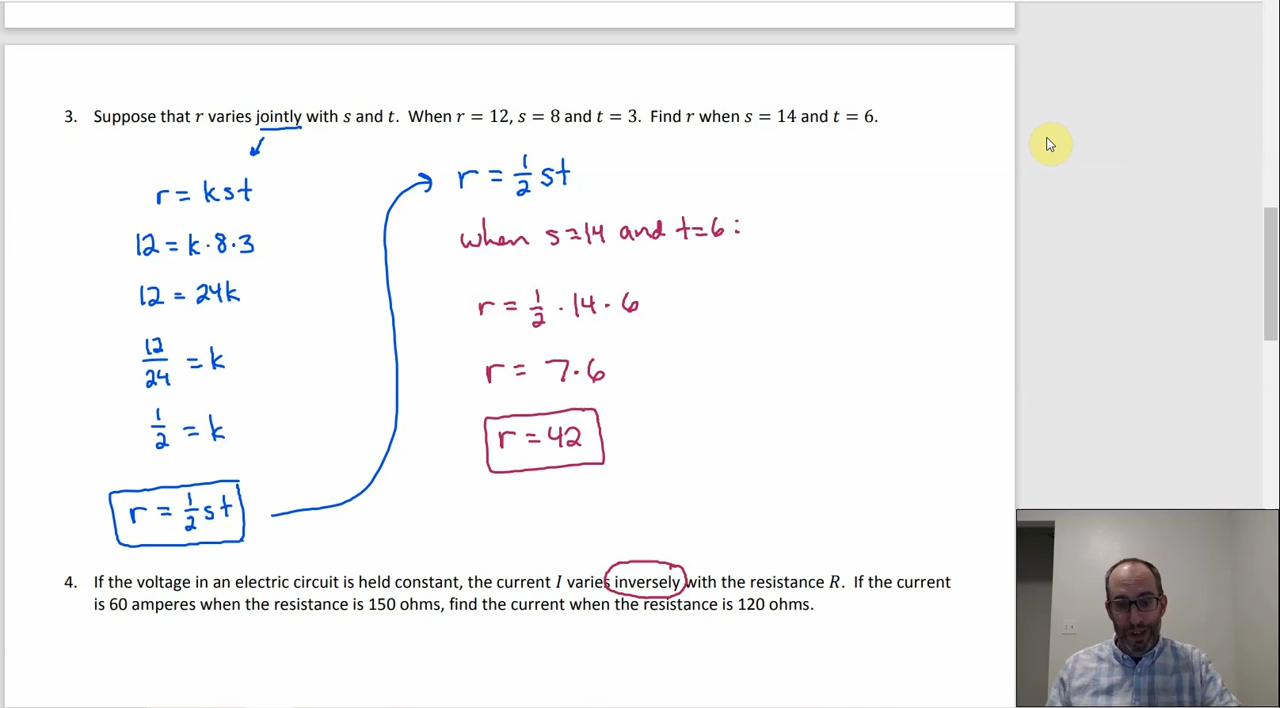 3. Suppose that r varies jointly with s and t. When r = 12, s = 8 and t = 3. Find r when s = 14 and t = 6.
r = kst
12 = k·8·3
12 = 24k
12/24 = k
1/2 = k
r = 1/2 st
r = 1/2 st
when s=14 and t=6:
r = 1/2 · 14 · 6
r = 7·6
r = 42
4. If the voltage in an electric circuit is held constant, the current I varies inversely with the resistance R. If the current
is 60 amperes when the resistance is 150 ohms, find the current when the resistance is 120 ohms.